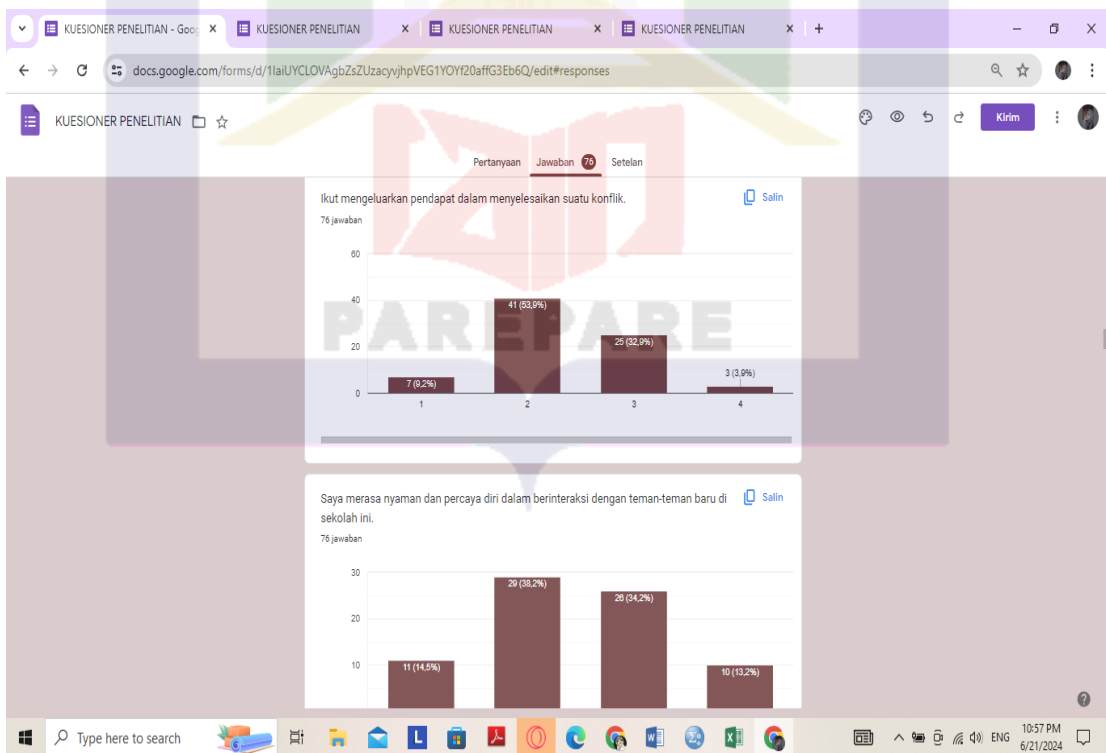 KUESIONER PENELITIAN - Goog
KUESIONER PENELITIAN
KUESIONER PENELITIAN
KUESIONER PENELITIAN
docs.google.com/forms/d/1IaiUYCLOVAgbZsZUzacyvjhpVEG1YOYf20affG3Eb6Q/edit#responses
KUESIONER PENELITIAN
Kirim
Pertanyaan Jawaban 76 Setelan
Ikut mengeluarkan pendapat dalam menyelesaikan suatu konflik.
Salin
76 jawaban
60
40
20
0
41 (53,9%)
25 (32,9%)
7 (9,2%)
3 (3,9%)
1 2 3 4
PAREPARE
Saya merasa nyaman dan percaya diri dalam berinteraksi dengan teman-teman baru di
sekolah ini.
Salin
76 jawaban
30
20
10
29 (38,2%)
26 (34,2%)
11 (14,5%)
10 (13,2%)
Type here to search
ENG
10:57 PM
6/21/2024